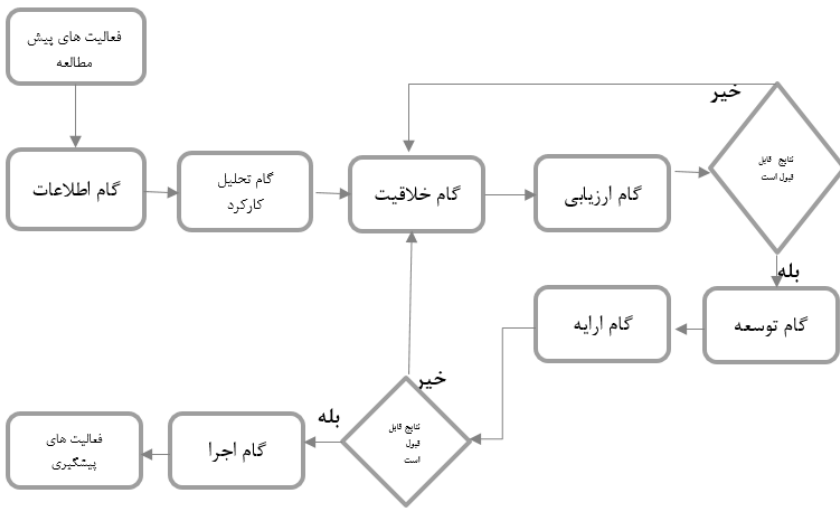 فعالیت های پیش
مطالعه
گام اطلاعات
گام تحلیل
کارکرد
گام خلاقیت
گام ارزیابی
نتایج قابل
قبول است
خیر
بله
گام توسعه
گام ارایه
نتایج قابل
قبول
است
خیر
بله
گام اجرا
فعالیت های
پیشگیری